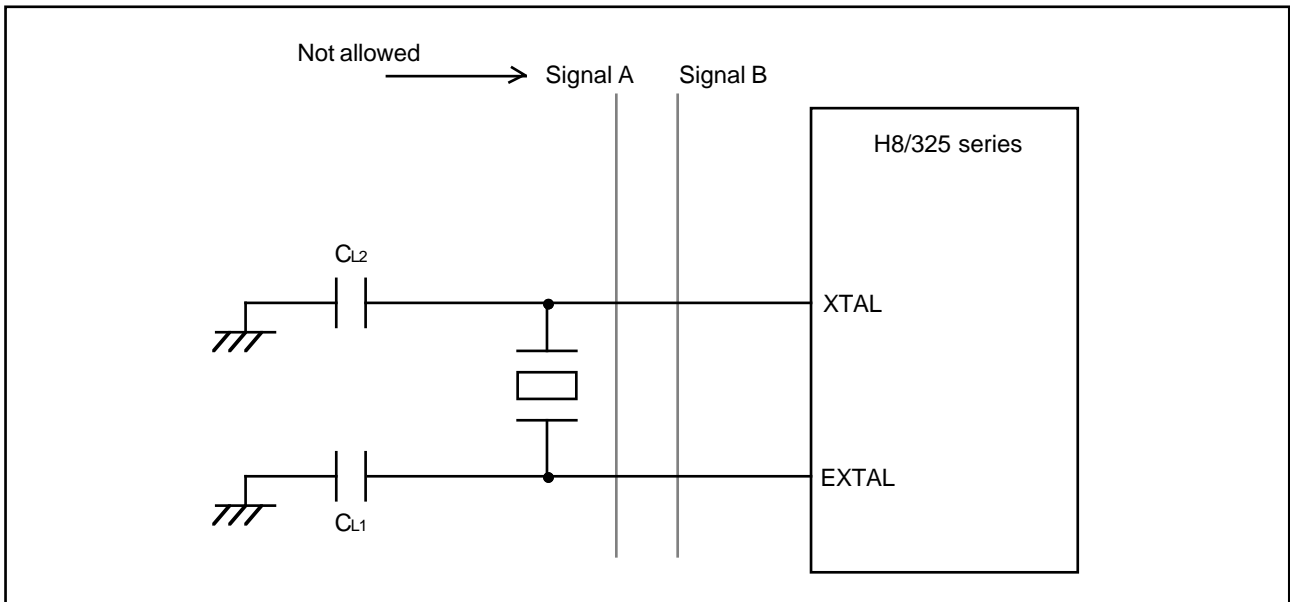 Not allowed
Signal A
Signal B
H8/325 series
CL2
XTAL
EXTAL
CL1